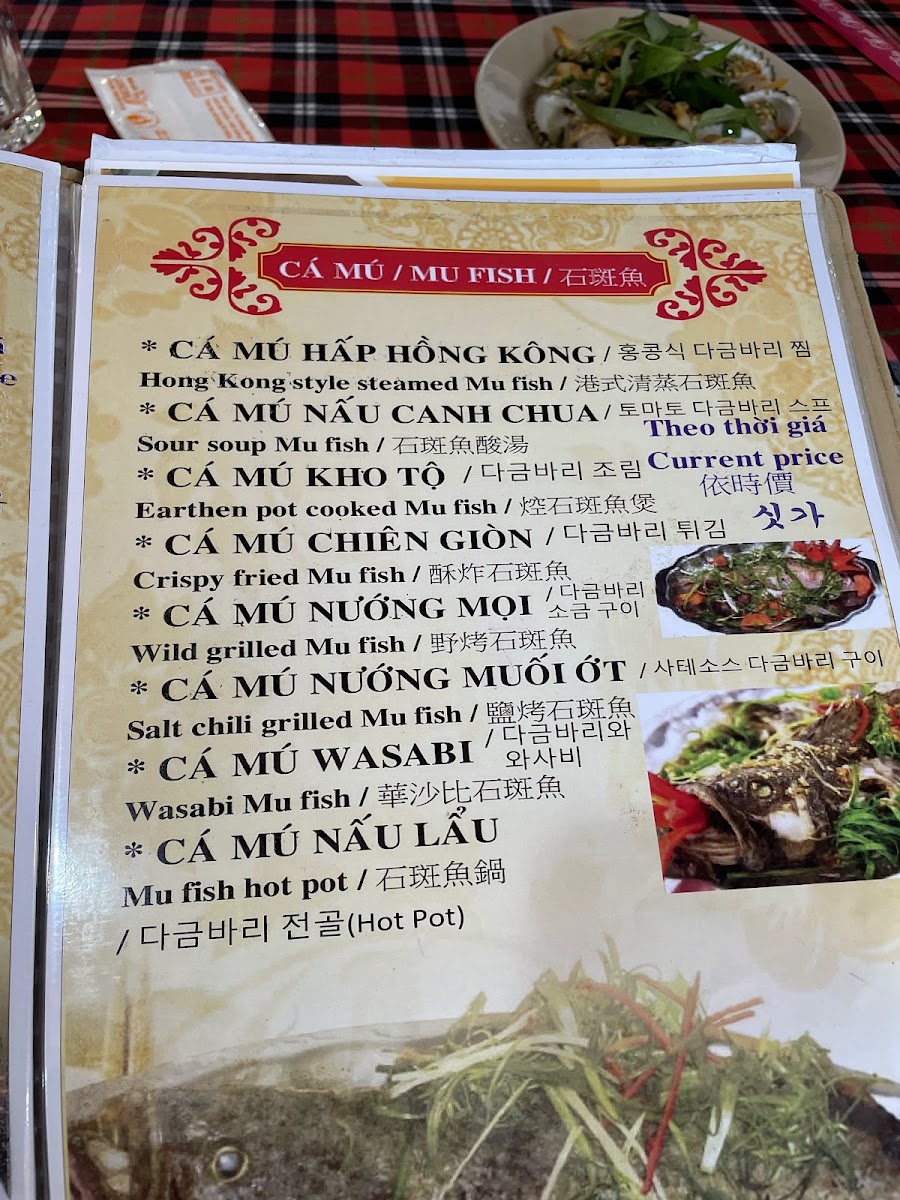 CÁ MÚ / MU FISH / 石斑魚
* CÁ MÚ HẤP HỒNG KÔNG / 홍콩식 다금바리 찜
Hong Kong style steamed Mu fish / 港式清蒸石斑魚
* CÁ MÚ NẤU CANH CHUA / 토마토 다금바리 스프
Sour soup Mu fish / 石斑魚酸湯
* CÁ MÚ KHO TỘ / 다금바리 조림
Earthen pot cooked Mu fish / 焢石斑魚煲
* CÁ MÚ CHIÊN GIÒN / 다금바리 튀김
Crispy fried Mu fish / 酥炸石斑魚
* CÁ MÚ NƯỚNG MỌI / 다금바리
소금 구이
Wild grilled Mu fish / 野烤石斑魚
* CÁ MÚ NƯỚNG MUỐI ỚT / 사테소스 다금바리 구이
Salt chili grilled Mu fish / 鹽烤石斑魚
* CÁ MÚ WASABI / 다금바리와
와사비
Wasabi Mu fish / 華沙比石斑魚
* CÁ MÚ NẤU LẨU
Mu fish hot pot / 石斑魚鍋
/ 다금바리 전골(Hot Pot)
Theo thời giá
Current price
依時價
싯가